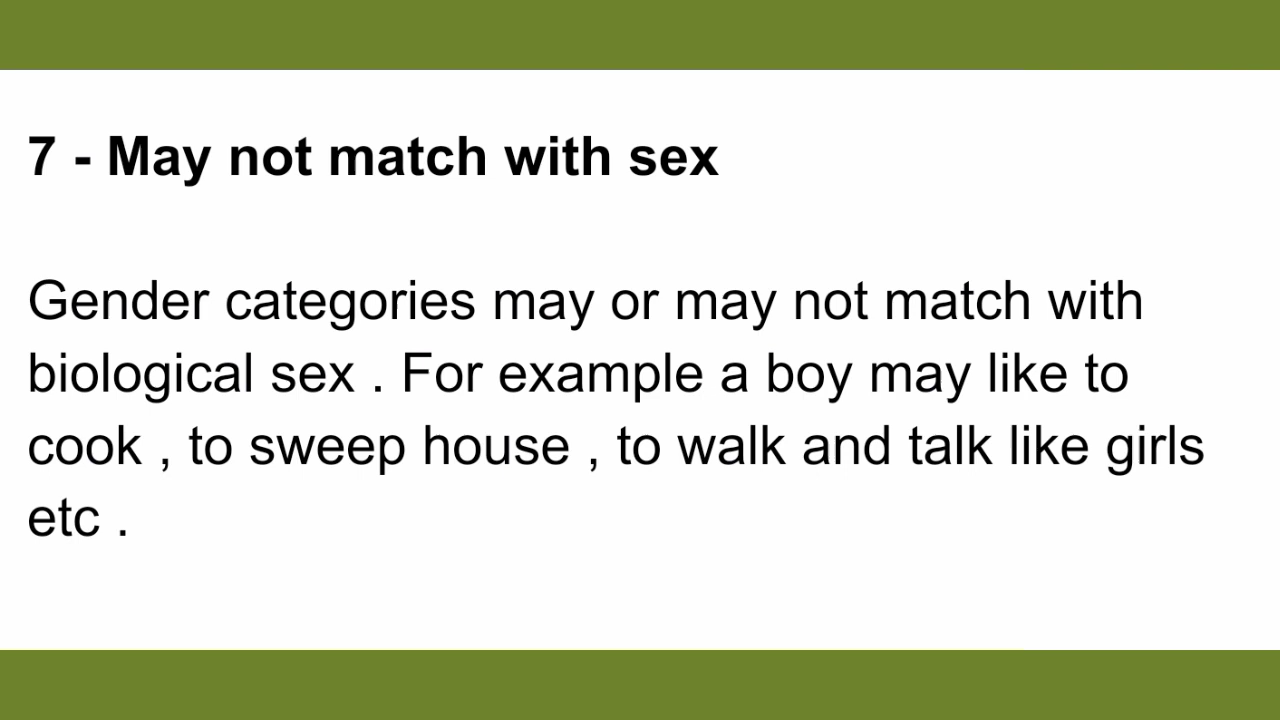 7 - May not match with sex
Gender categories may or may not match with
biological sex . For example a boy may like to
cook , to sweep house , to walk and talk like girls
etc .